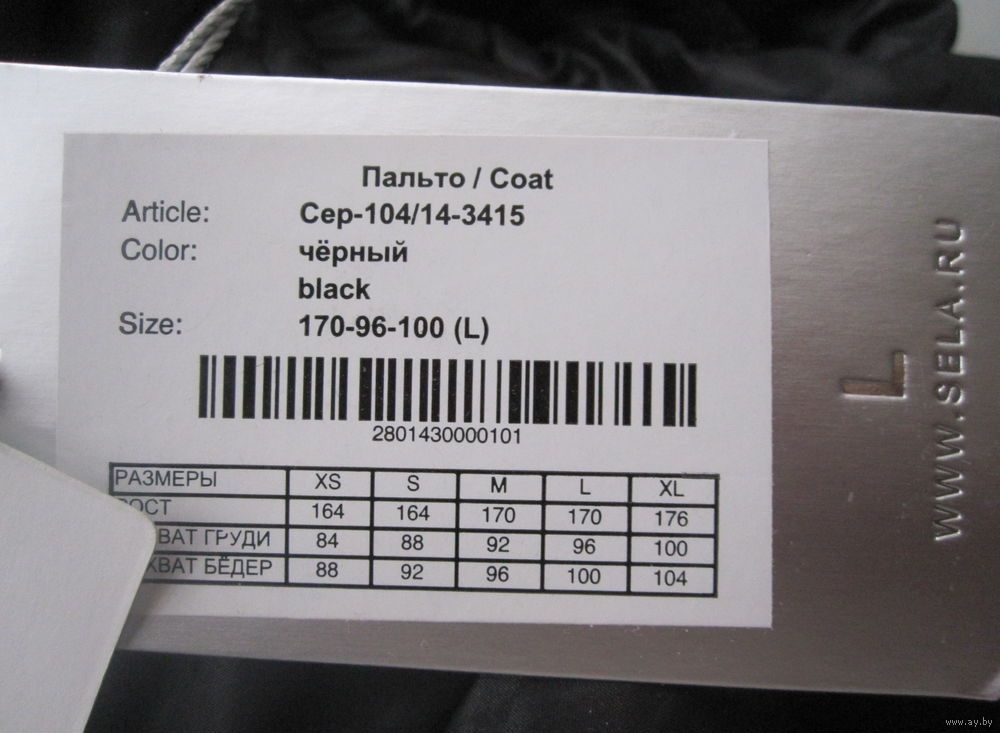 Пальто / Coat
Article: Сер-104/14-3415
Color: чёрный
black
Size: 170-96-100 (L)
2801430000101
РАЗМЕРЫ XS S M L XL
164 164 170 170 176
ГРУДИ 84 88 92 96 100
БЁДЕР 88 92 96 100 104
L
WWW.SELA.RU
www.ay.by